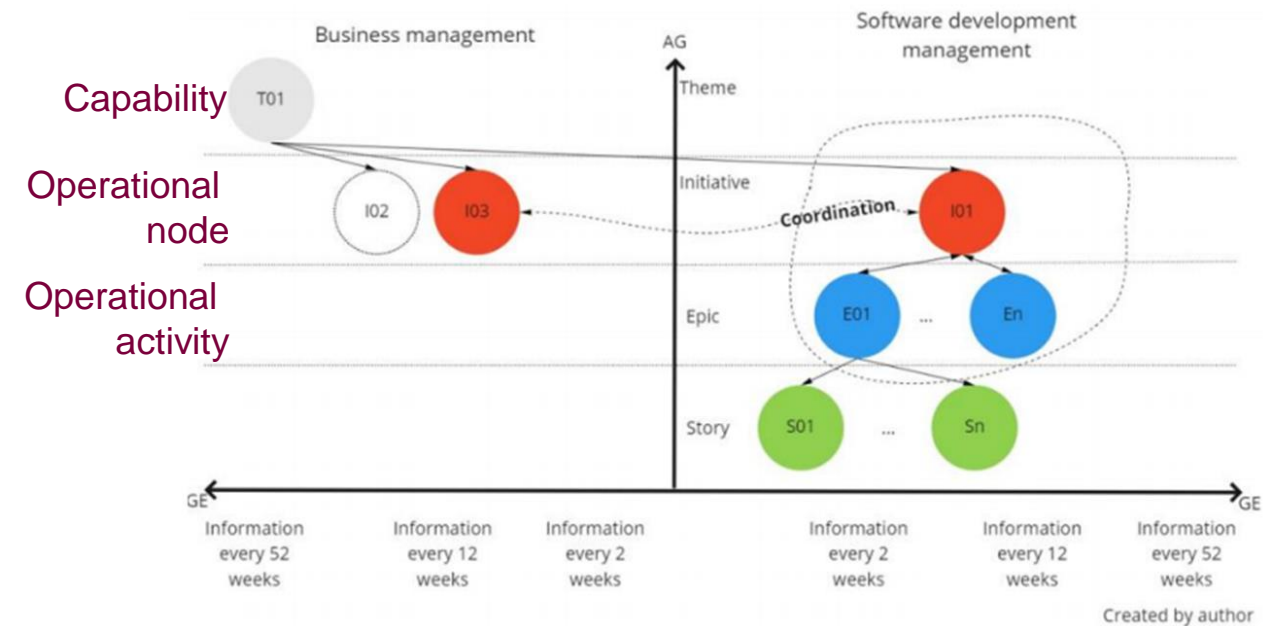 Business management
Software development
management
AG
Capability
T01
Theme
Operational
node
I02
I03
Initiative
Coordination
I01
Operational
activity
Epic
E01
...
En
Story
S01
...
Sn
GE
GE
Information
every 52
weeks
Information
every 12
weeks
Information
every 2
weeks
Information
every 2
weeks
Information
every 12
weeks
Information
every 52
weeks
Created by author